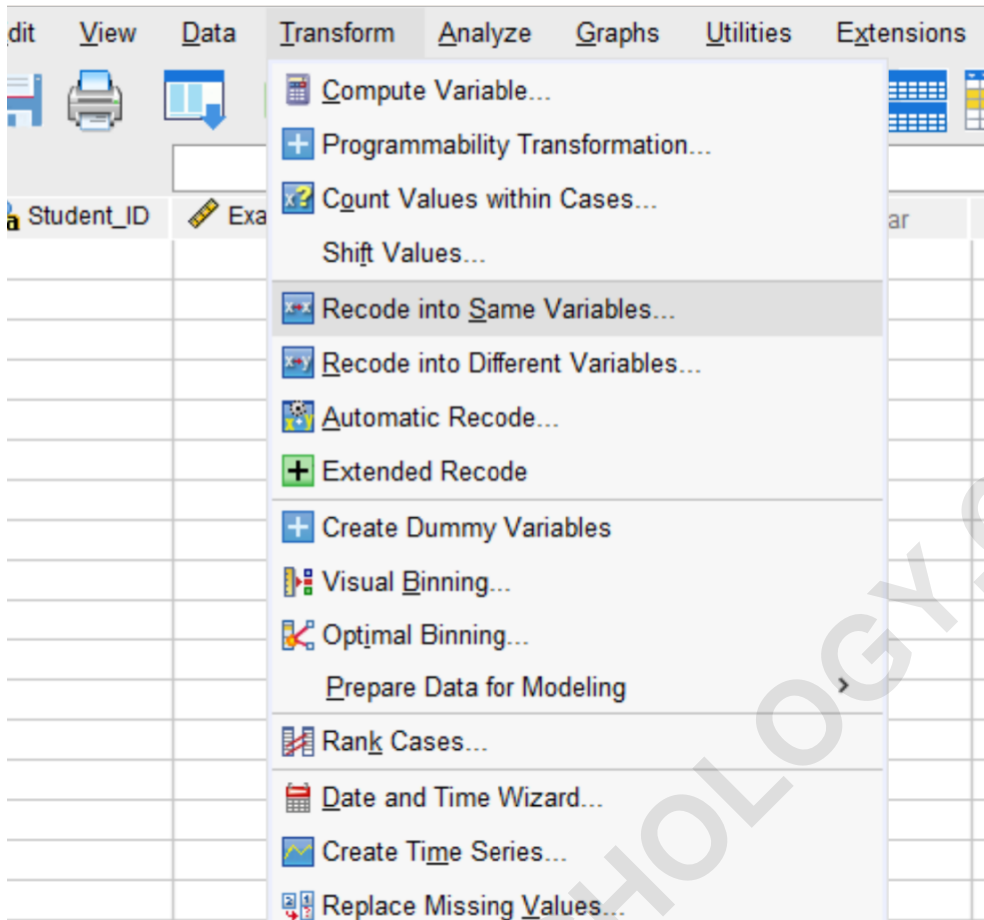 dit View Data Transform Analyze Graphs Utilities Extensions
Compute Variable...
Programmability Transformation...
Count Values within Cases...
Student_ID Exa ar
Shift Values...
Recode into Same Variables...
Recode into Different Variables...
Automatic Recode...
Extended Recode
Create Dummy Variables
Visual Binning...
Optimal Binning...
Prepare Data for Modeling
Rank Cases...
Date and Time Wizard...
Create Time Series...
Replace Missing Values...
HOLOGY.